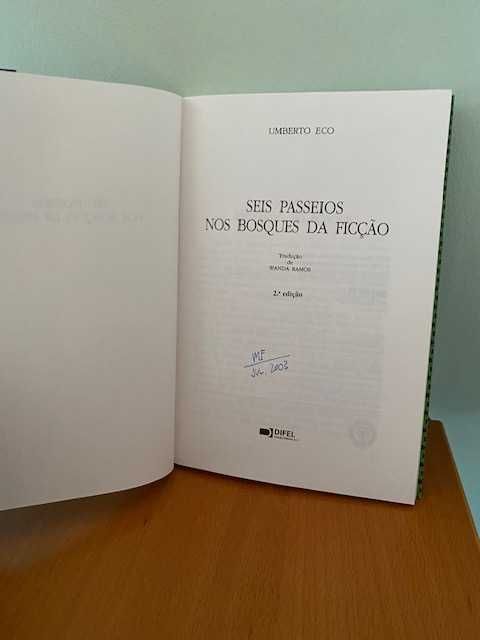 UMBERTO ECO
SEIS PASSEIOS
NOS BOSQUES DA FICÇÃO
Tradução
de
WANDA RAMOS
2.ª edição
MF
JUL. 2003
DIFEL